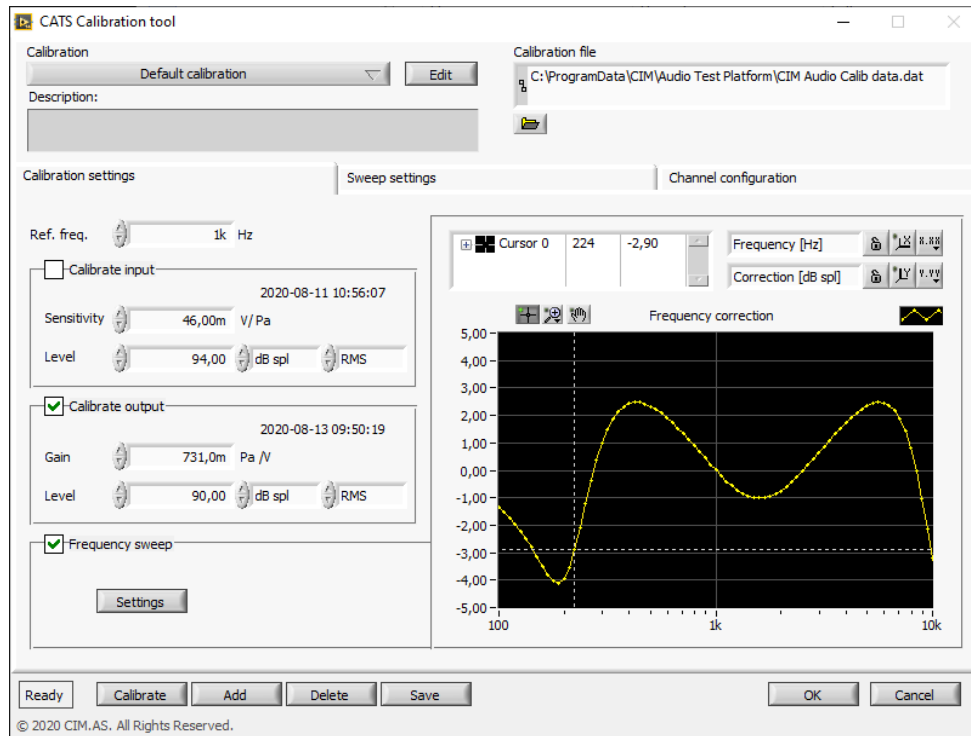 CATS Calibration tool
Calibration
Default calibration
Edit
Description:
Calibration file
C:\ProgramData\CIM\Audio Test Platform\CIM Audio Calib data.dat
Calibration settings
Sweep settings
Channel configuration
Ref. freq. 1k Hz
Calibrate input
2020-08-11 10:56:07
Sensitivity 46,00m V/Pa
Level 94,00 dB spl RMS
Calibrate output
2020-08-13 09:50:19
Gain 731,0m Pa /V
Level 90,00 dB spl RMS
Frequency sweep
Settings
Cursor 0 224 -2,90
Frequency [Hz] X X.XX
Correction [dB spl] Y Y.YY
Frequency correction
5,00
4,00
3,00
2,00
1,00
0,00
-1,00
-2,00
-3,00
-4,00
-5,00
100 1k 10k
Ready Calibrate Add Delete Save OK Cancel
© 2020 CIM.AS. All Rights Reserved.